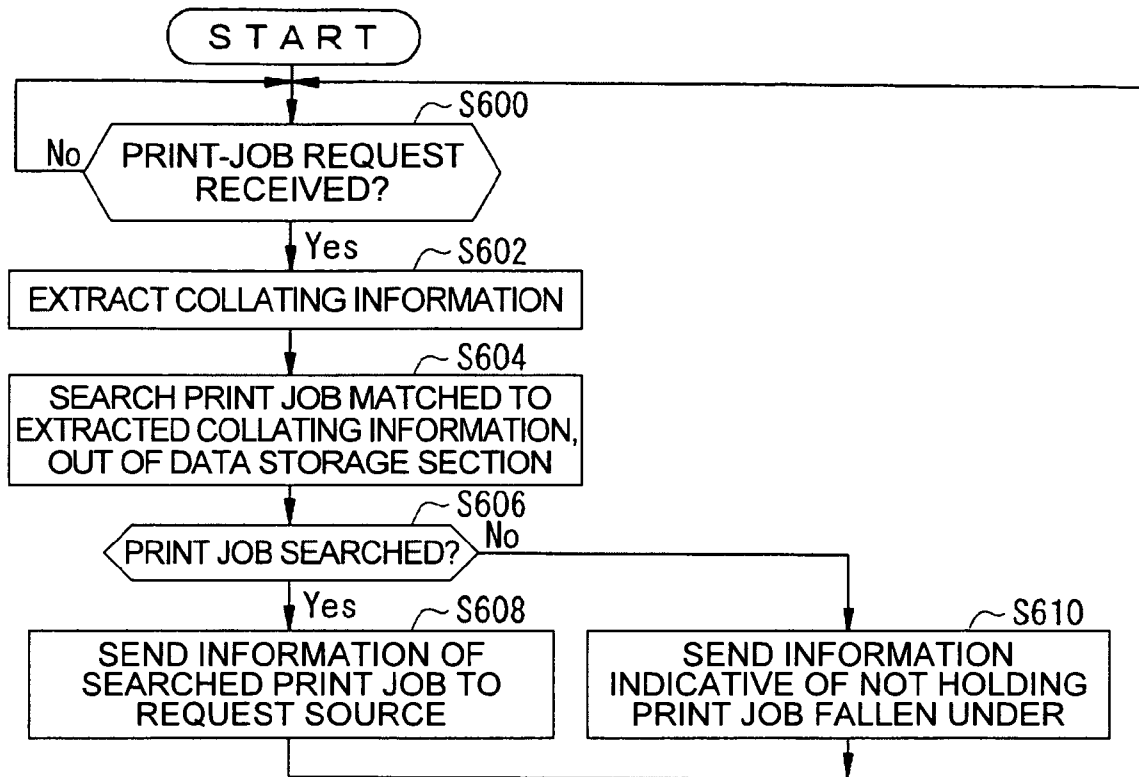 START
S600
No
PRINT-JOB REQUEST
RECEIVED?
Yes
S602
EXTRACT COLLATING INFORMATION
S604
SEARCH PRINT JOB MATCHED TO
EXTRACTED COLLATING INFORMATION,
OUT OF DATA STORAGE SECTION
S606
PRINT JOB SEARCHED?
No
Yes
S608
SEND INFORMATION OF
SEARCHED PRINT JOB TO
REQUEST SOURCE
S610
SEND INFORMATION
INDICATIVE OF NOT HOLDING
PRINT JOB FALLEN UNDER